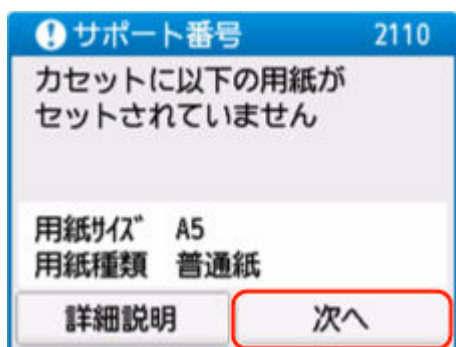 サポート番号 2110
カセットに以下の用紙が
セットされていません
用紙ｻｲｽﾞ A5
用紙種類 普通紙
詳細説明 次へ